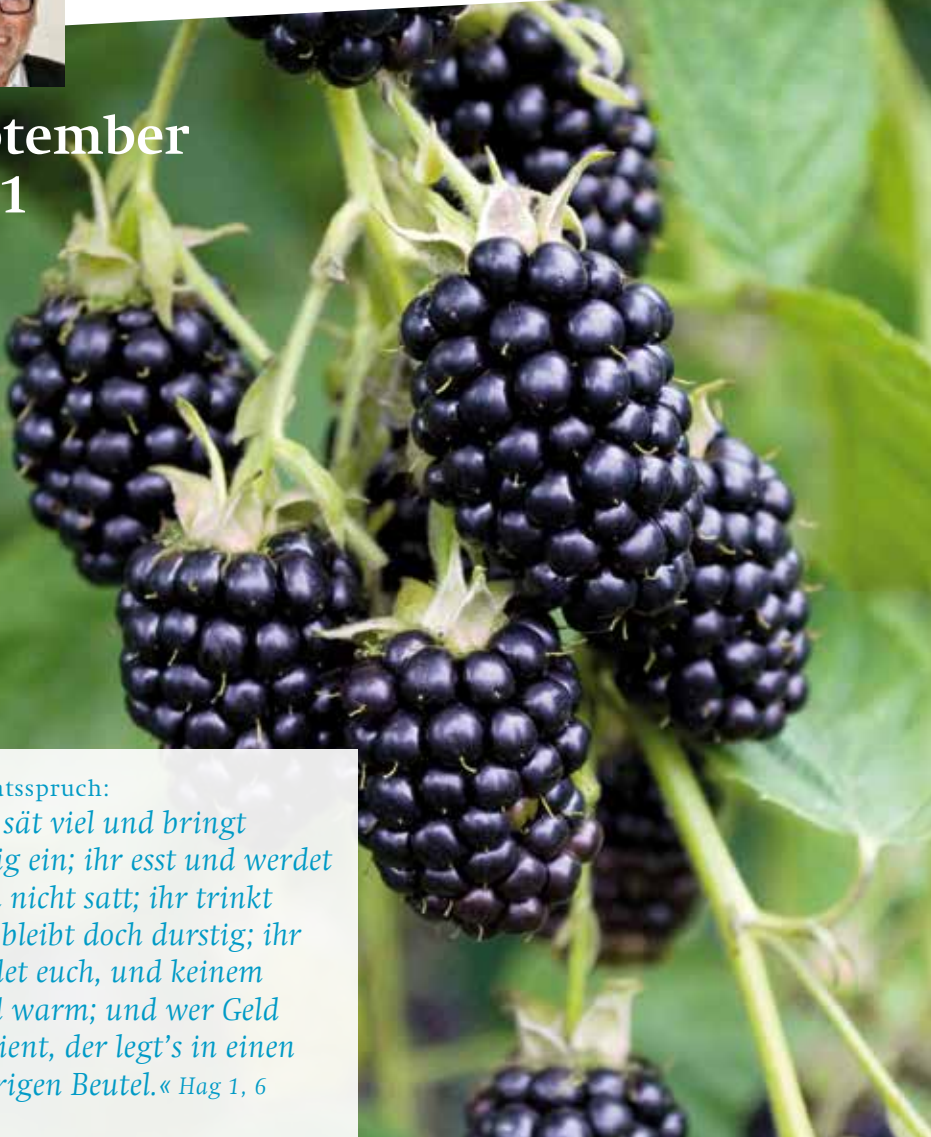 ptember
1
atsspruch:
sät viel und bringt
ig ein; ihr esst und werdet
nicht satt; ihr trinkt
bleibt doch durstig; ihr
det euch, und keinem
d warm; und wer Geld
ient, der legt's in einen
rigen Beutel.« Hag 1, 6